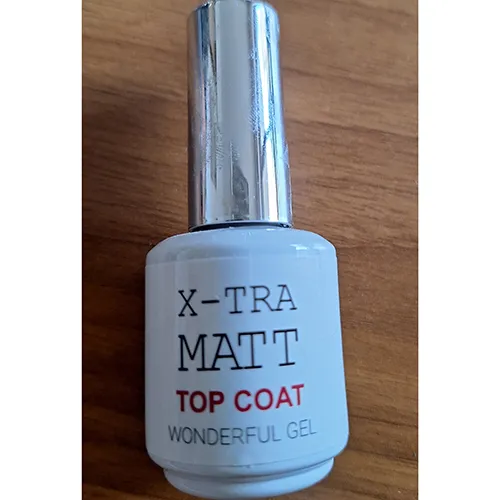 X-TRA
MATT
TOP COAT
WONDERFUL GEL